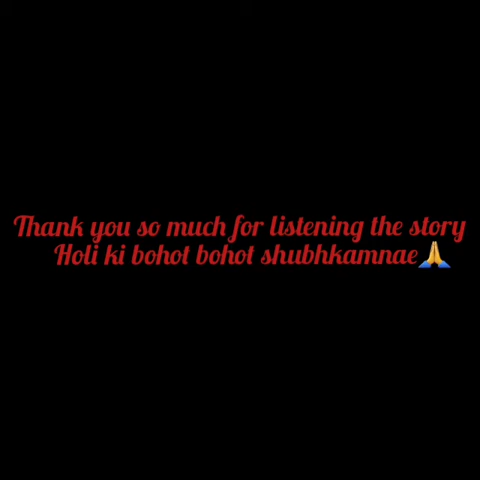 Thank you so much for listening the story
Holi ki bohot bohot shubhkamnae🙏